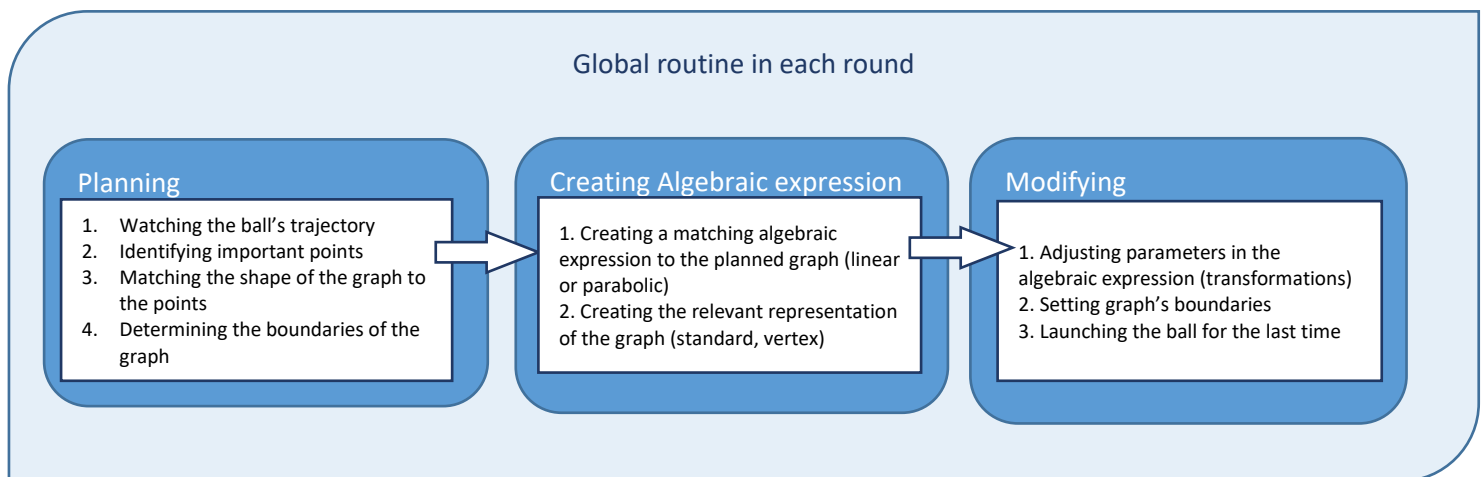 Global routine in each round
Planning
1. Watching the ball’s trajectory
2. Identifying important points
3. Matching the shape of the graph to
the points
4. Determining the boundaries of the
graph
Creating Algebraic expression
1. Creating a matching algebraic
expression to the planned graph (linear
or parabolic)
2. Creating the relevant representation
of the graph (standard, vertex)
Modifying
1. Adjusting parameters in the
algebraic expression (transformations)
2. Setting graph’s boundaries
3. Launching the ball for the last time